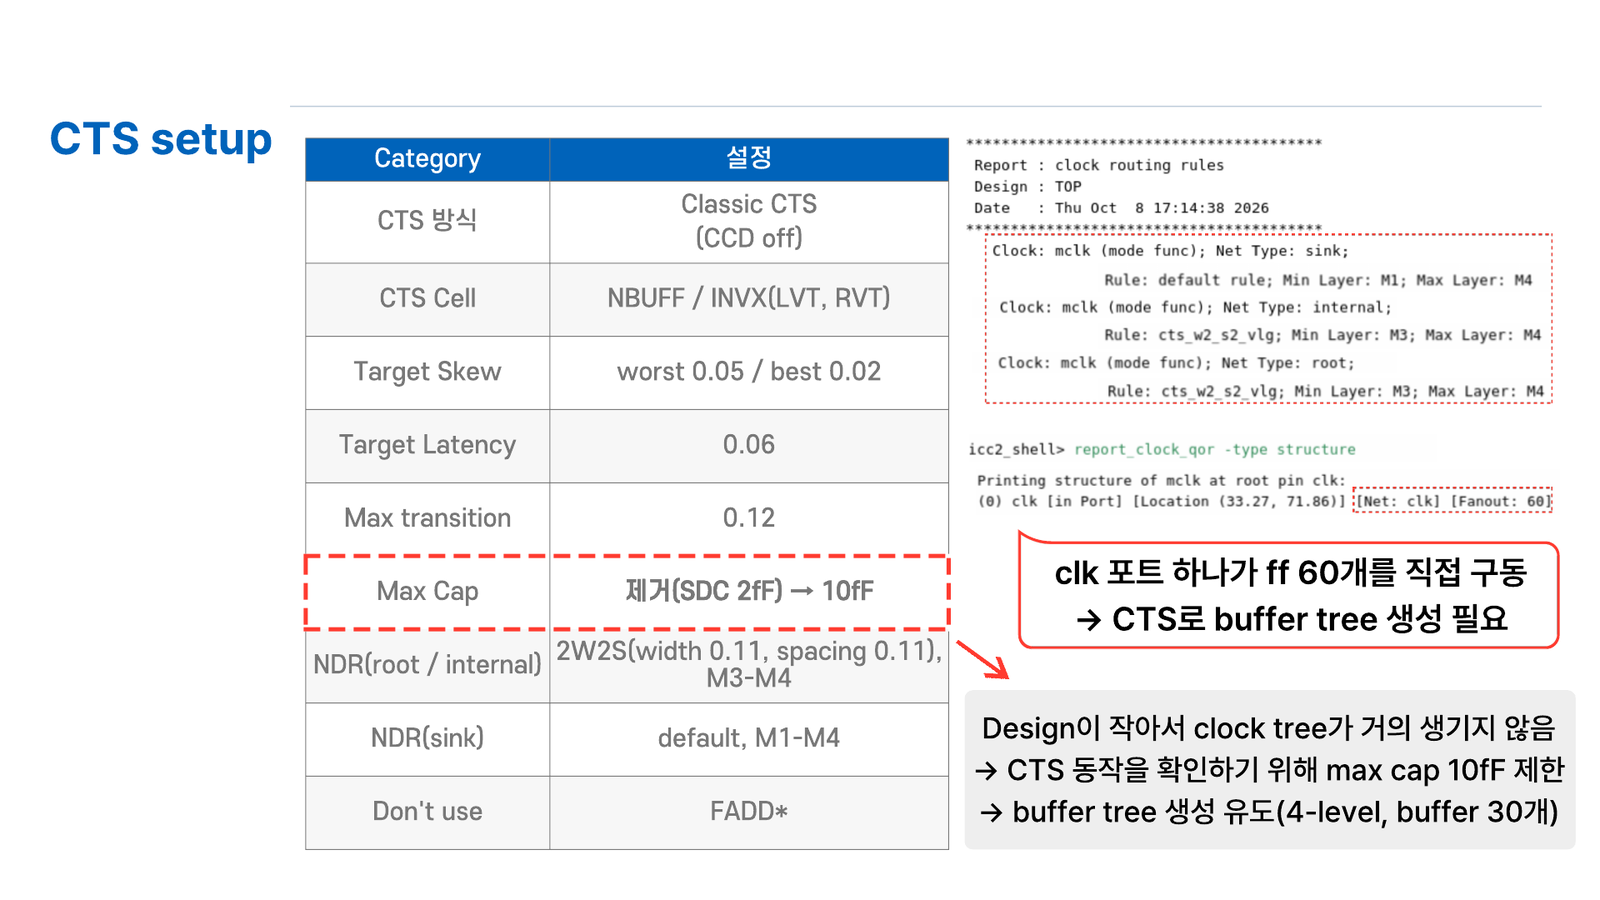 CTS setup
Category 설정
CTS 방식 Classic CTS
(CCD off)
CTS Cell NBUFF / INVX(LVT, RVT)
Target Skew worst 0.05 / best 0.02
Target Latency 0.06
Max transition 0.12
Max Cap 제거(SDC 2fF) → 10fF
NDR(root / internal) 2W2S(width 0.11, spacing 0.11),
M3-M4
NDR(sink) default, M1-M4
Don't use FADD*
****************************************
Report : clock routing rules
Design : TOP
Date   : Thu Oct  8 17:14:38 2026
****************************************
Clock: mclk (mode func); Net Type: sink;
Rule: default rule; Min Layer: M1; Max Layer: M4
Clock: mclk (mode func); Net Type: internal;
Rule: cts_w2_s2_vlg; Min Layer: M3; Max Layer: M4
Clock: mclk (mode func); Net Type: root;
Rule: cts_w2_s2_vlg; Min Layer: M3; Max Layer: M4
icc2_shell> report_clock_qor -type structure
Printing structure of mclk at root pin clk:
(0) clk [in Port] [Location (33.27, 71.86)] [Net: clk] [Fanout: 60]
clk 포트 하나가 ff 60개를 직접 구동
→ CTS로 buffer tree 생성 필요
Design이 작아서 clock tree가 거의 생기지 않음
→ CTS 동작을 확인하기 위해 max cap 10fF 제한
→ buffer tree 생성 유도(4-level, buffer 30개)